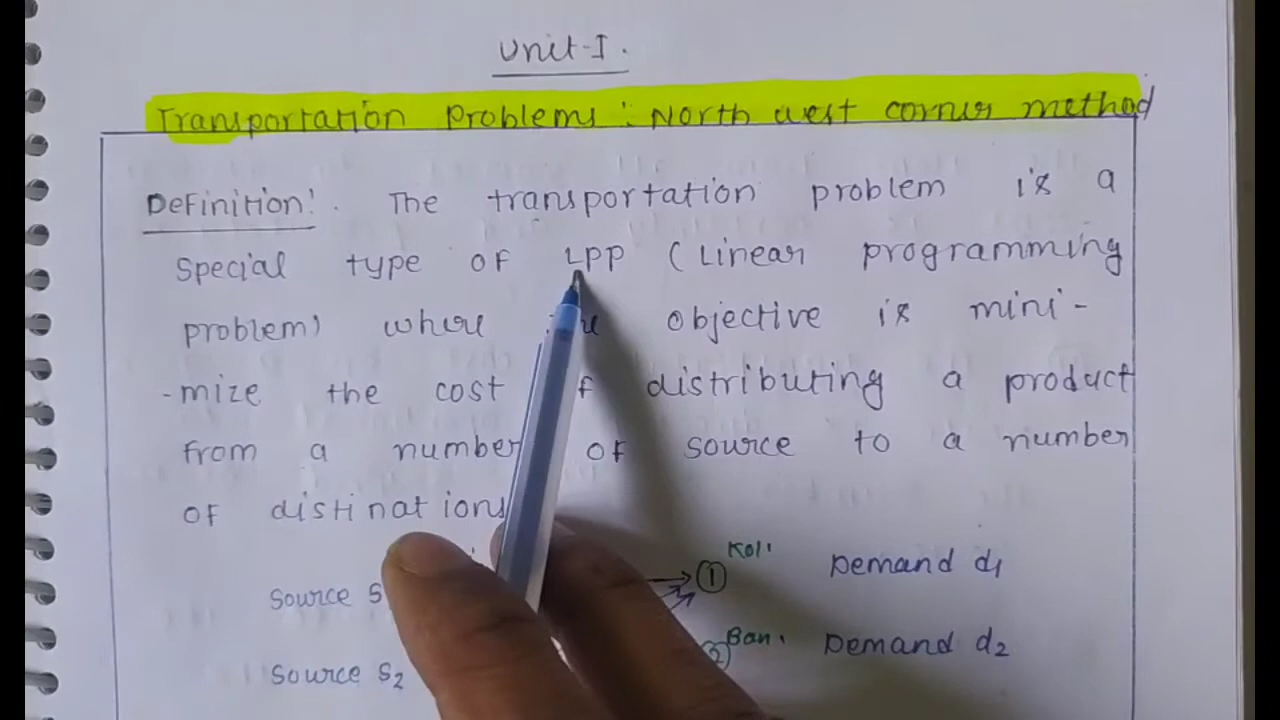 Unit-I.
Transportation Problems: North west corner method
Definition: The transportation problem is a
special type of LPP (Linear programming
problem) where objective is mini-
-mize the cost distributing a product
from a number of source to a number
of distinations
Source s
① Kol. Demand d1
② Ban. Demand d2
Source s2